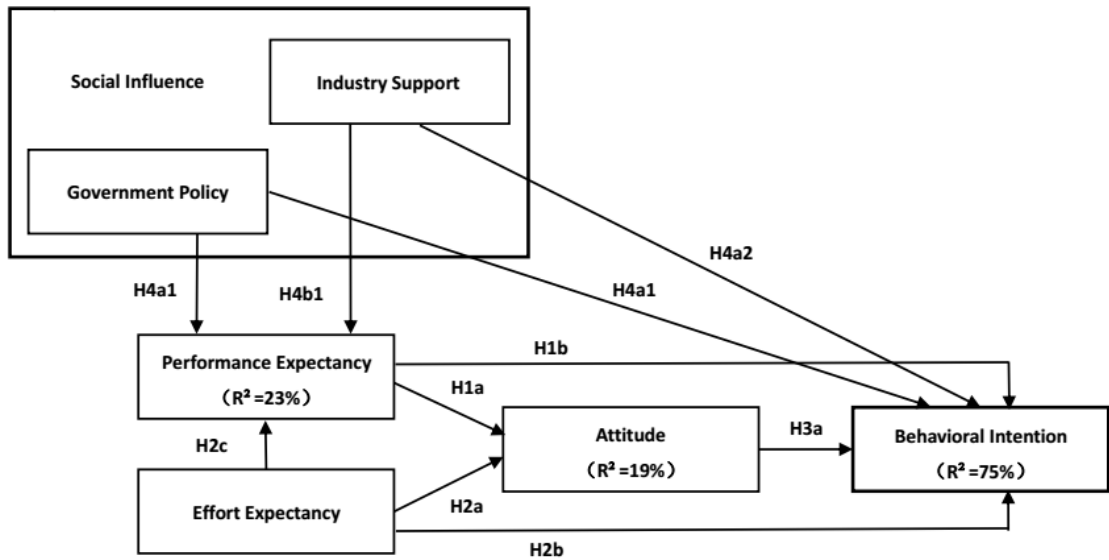 Social Influence
Industry Support
Government Policy
H4a2
H4a1
H4b1
H4a1
Performance Expectancy
（R² =23%）
H1b
H1a
Attitude
（R² =19%）
H3a
Behavioral Intention
（R² =75%）
H2c
Effort Expectancy
H2a
H2b